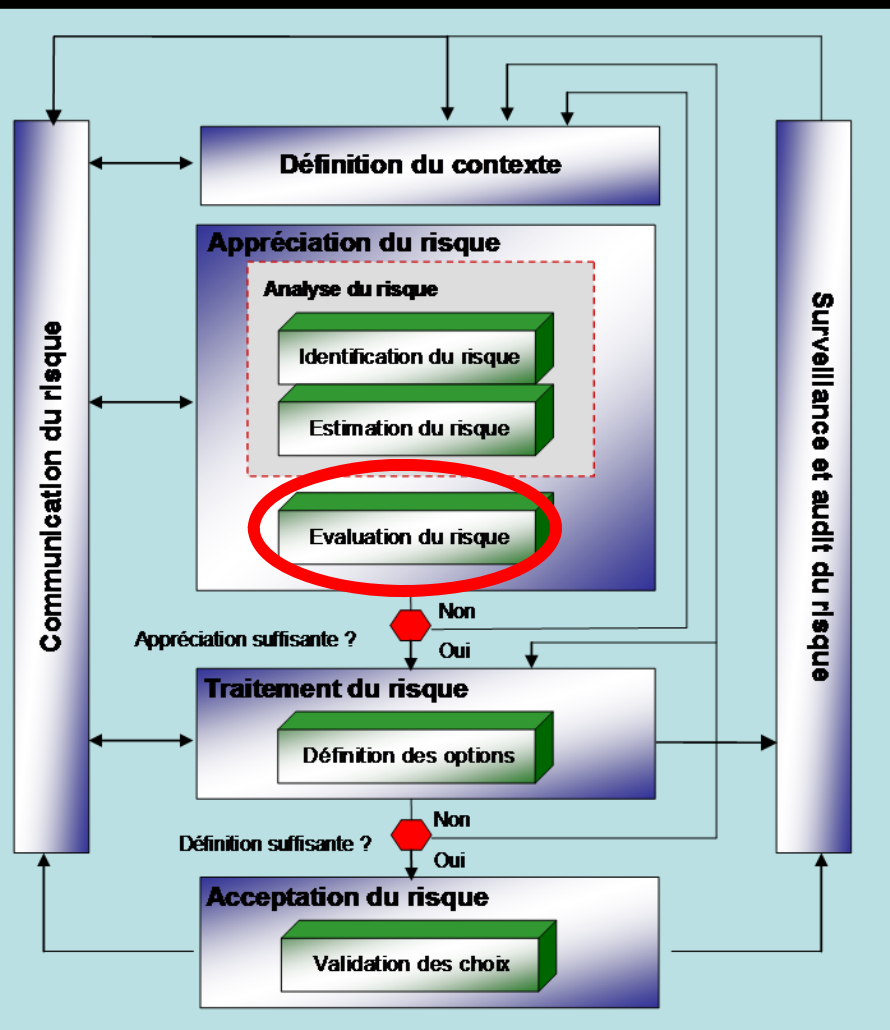 Définition du contexte
Appréciation du risque
Analyse du risque
Identification du risque
Estimation du risque
Evaluation du risque
Non
Appréciation suffisante ?
Oui
Traitement du risque
Définition des options
Non
Définition suffisante ?
Oui
Acceptation du risque
Validation des choix
Communication du risque
Surveillance et audit du risque